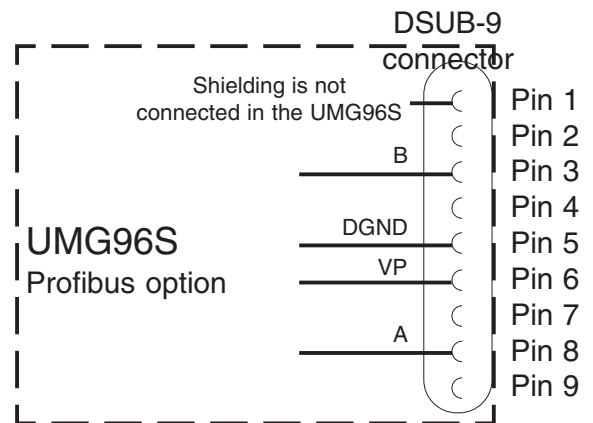 DSUB-9
connector
Shielding is not
connected in the UMG96S
Pin 1
Pin 2
B
Pin 3
Pin 4
DGND
Pin 5
UMG96S
VP
Pin 6
Profibus option
Pin 7
A
Pin 8
Pin 9